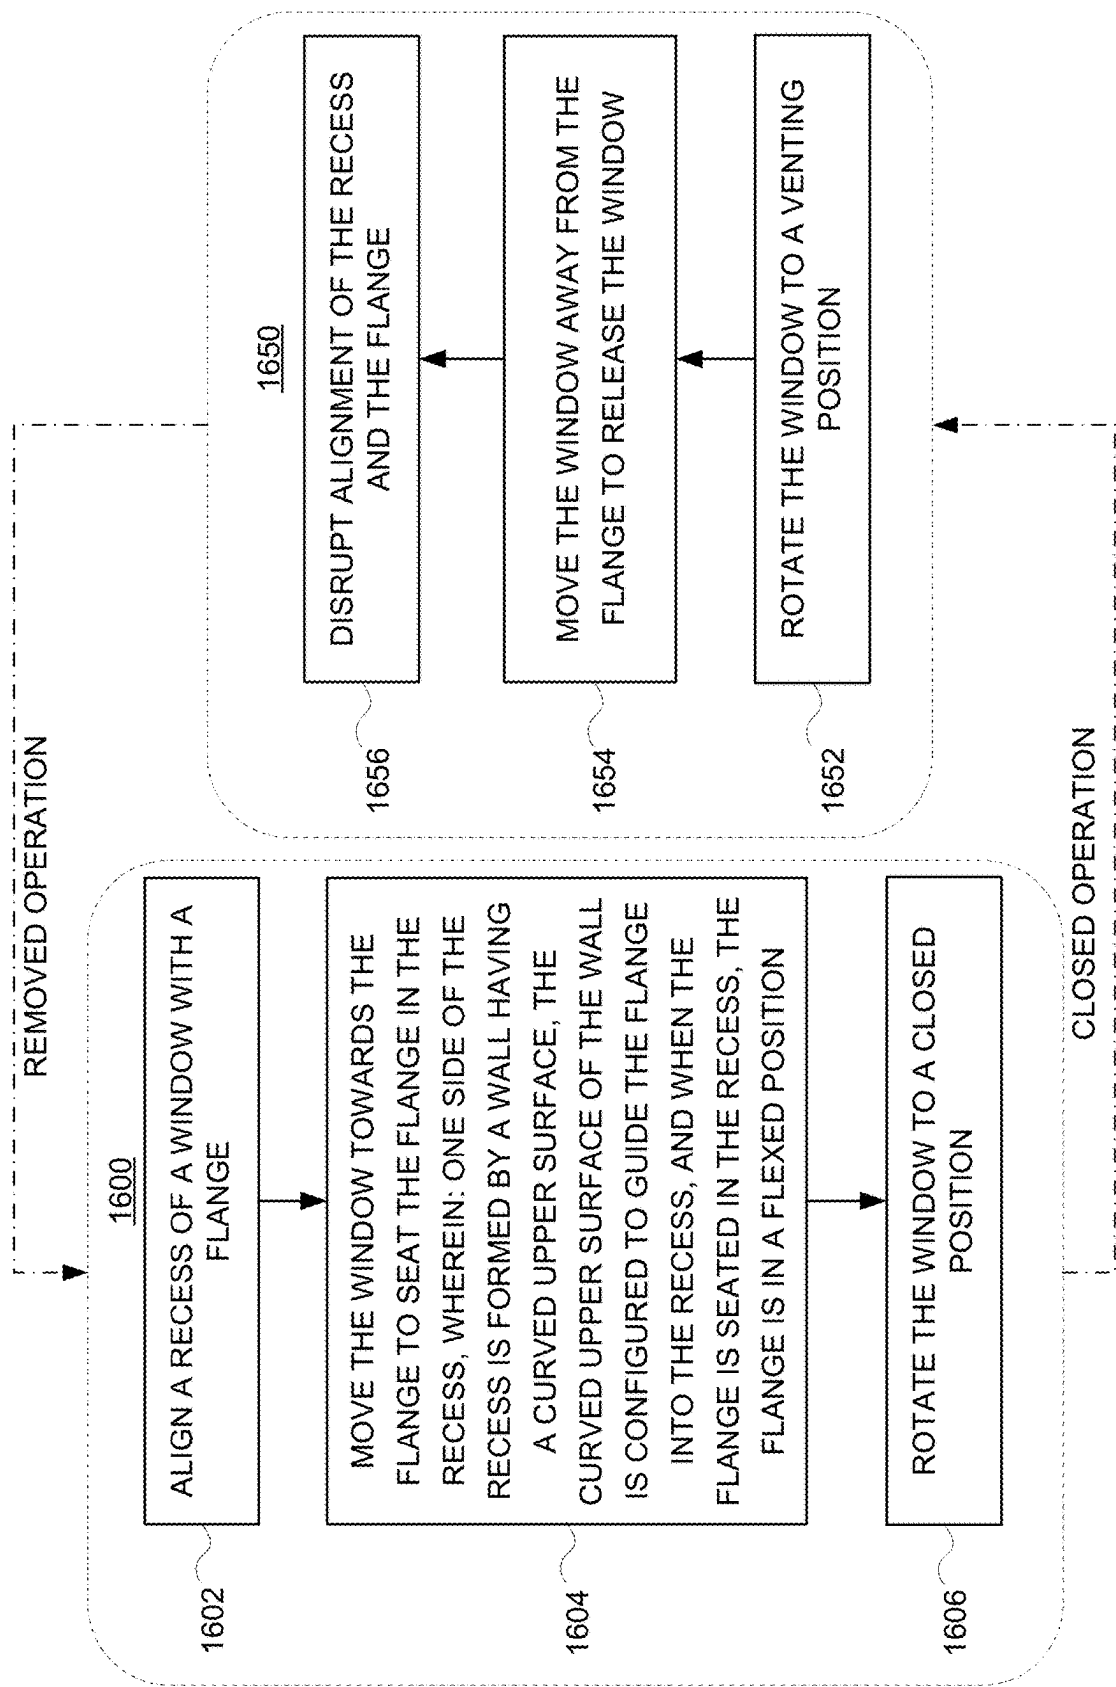 REMOVED OPERATION
1600
1602
ALIGN A RECESS OF A WINDOW WITH A
FLANGE
1604
MOVE THE WINDOW TOWARDS THE
FLANGE TO SEAT THE FLANGE IN THE
RECESS, WHEREIN: ONE SIDE OF THE
RECESS IS FORMED BY A WALL HAVING
A CURVED UPPER SURFACE, THE
CURVED UPPER SURFACE OF THE WALL
IS CONFIGURED TO GUIDE THE FLANGE
INTO THE RECESS, AND WHEN THE
FLANGE IS SEATED IN THE RECESS, THE
FLANGE IS IN A FLEXED POSITION
1606
ROTATE THE WINDOW TO A CLOSED
POSITION
1650
1656
DISRUPT ALIGNMENT OF THE RECESS
AND THE FLANGE
1654
MOVE THE WINDOW AWAY FROM THE
FLANGE TO RELEASE THE WINDOW
1652
ROTATE THE WINDOW TO A VENTING
POSITION
CLOSED OPERATION